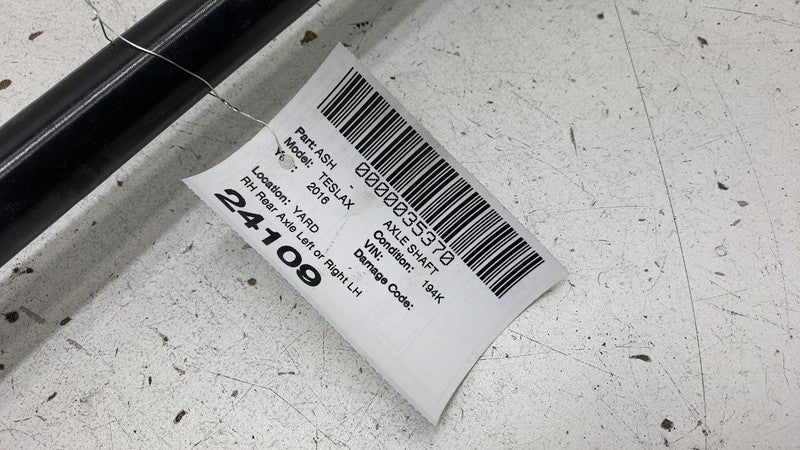 0000035370
Part: ASH - AXLE SHAFT
Model: TESLAX Condition: 194K
Y : 2016 VIN:
Damage Code:
Location: YARD
RH Rear Axle Left or Right LH
24109